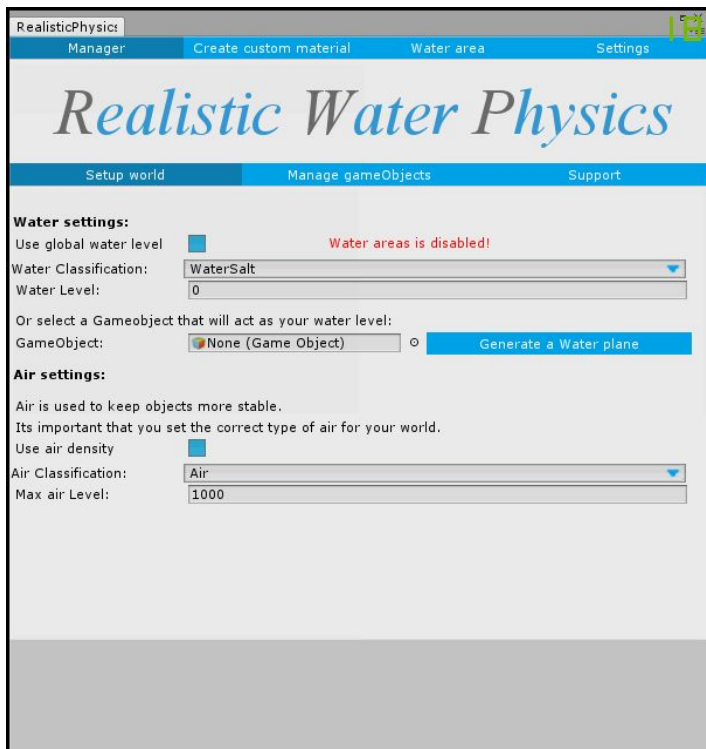 RealisticPhysics
18
Manager Create custom material Water area Settings
Realistic Water Physics
Setup world Manage gameObjects Support
Water settings:
Use global water level Water areas is disabled!
Water Classification: WaterSalt
Water Level: 0
Or select a Gameobject that will act as your water level:
GameObject: None (Game Object) Generate a Water plane
Air settings:
Air is used to keep objects more stable.
Its important that you set the correct type of air for your world.
Use air density
Air Classification: Air
Max air Level: 1000